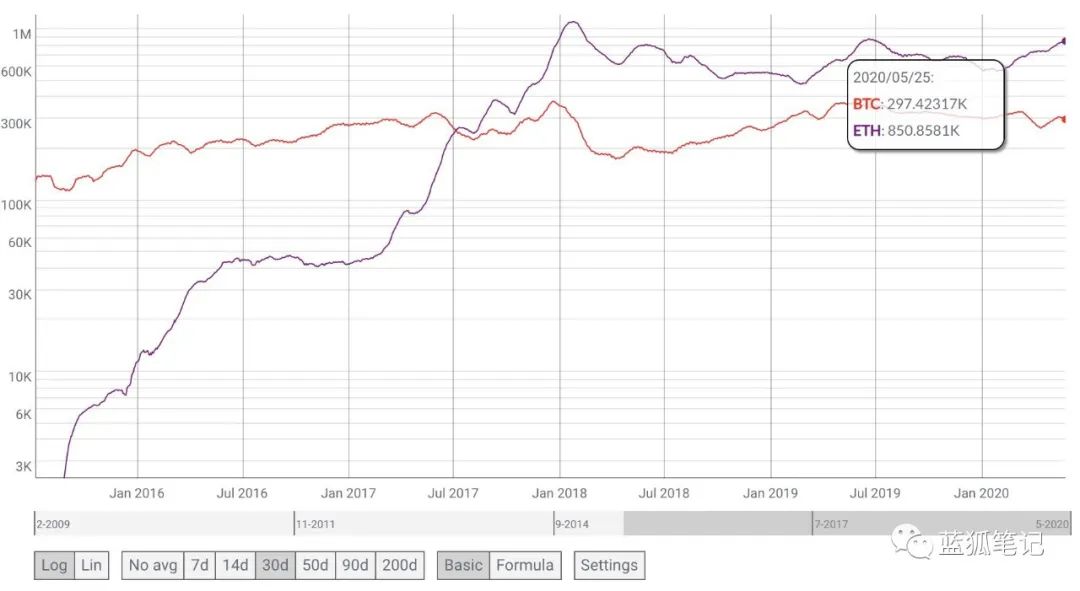 1M
600K
300K
100K
60K
30K
10K
6K
3K
2020/05/25:
BTC: 297.42317K
ETH: 850.8581K
Jan 2016 Jul 2016 Jan 2017 Jul 2017 Jan 2018 Jul 2018 Jan 2019 Jul 2019 Jan 2020
2-2009 11-2011 9-2014 7-2017 5-2020
蓝狐笔记
Log Lin No avg 7d 14d 30d 50d 90d 200d Basic Formula Settings